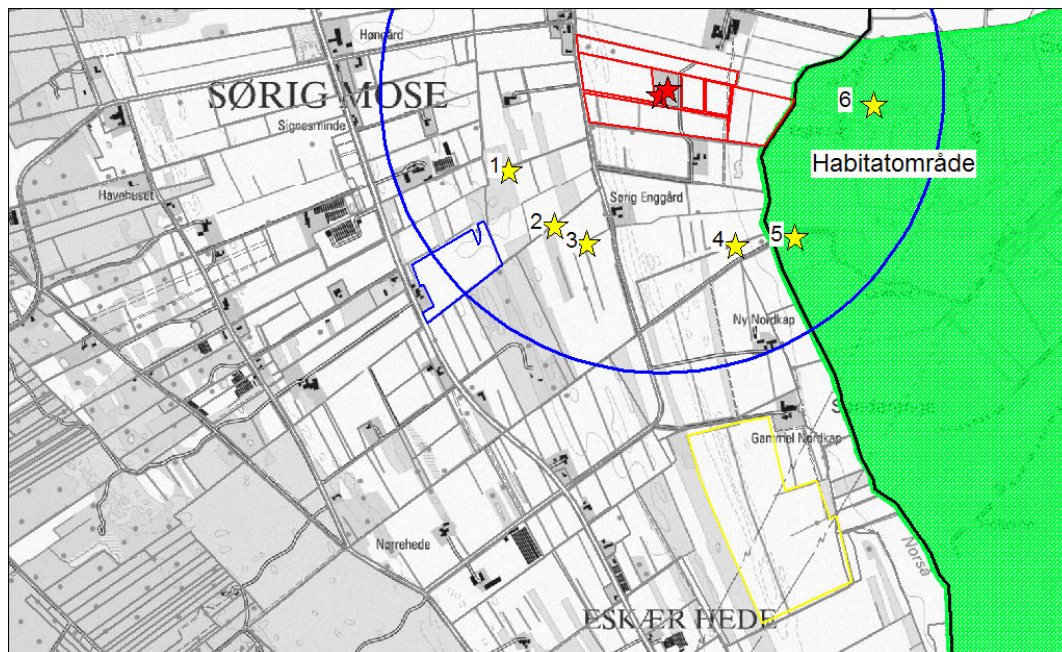 Høngård
SØRIG MOSE
Signesminde
6
Habitatområde
1
Havehuset
Sørig Enggård
2
3
4
5
Ny Nordkap
Gammel Nordkap
Nørrehede
Norså
ESKÆR HEDE